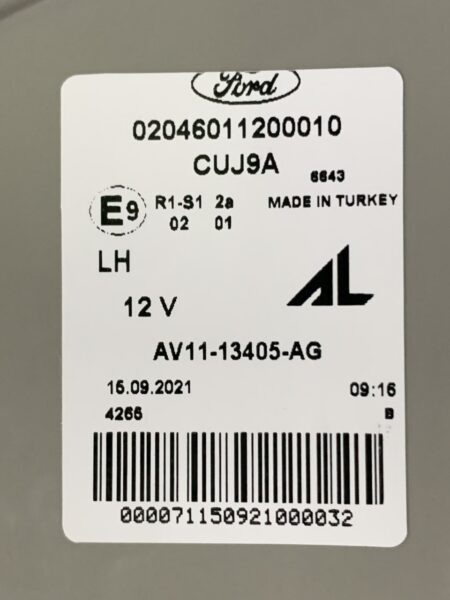 Ford
02046011200010
CUJ9A
6643
E9 R1-S1 2a MADE IN TURKEY
02 01
LH
AL
12 V
AV11-13405-AG
15.09.2021 09:16
4266 B
000071150921000032